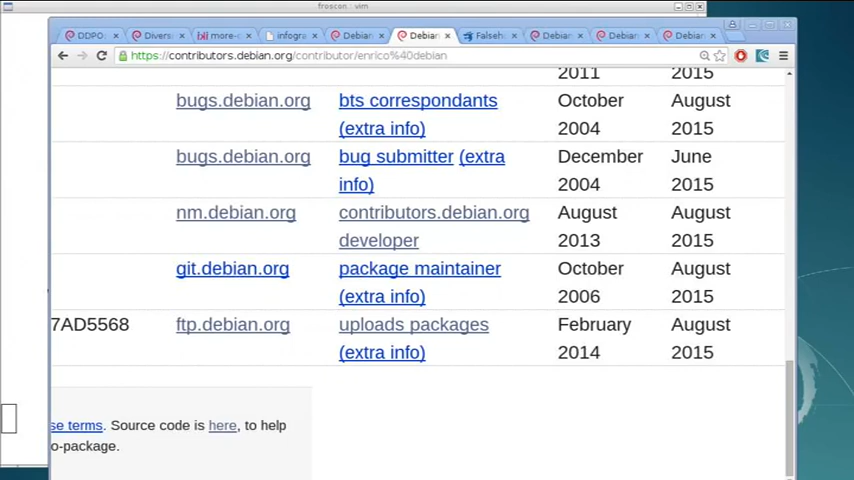 froscon : vim
DDPO: Diversi more-c infogra Debian Debian Falseh Debian Debian Debian
https://contributors.debian.org/contributor/enrico%40debian
2011 2015
bugs.debian.org bts correspondants October August
(extra info) 2004 2015
bugs.debian.org bug submitter (extra December June
info) 2004 2015
nm.debian.org contributors.debian.org August August
developer 2013 2015
git.debian.org package maintainer October August
(extra info) 2006 2015
7AD5568 ftp.debian.org uploads packages February August
(extra info) 2014 2015
se terms. Source code is here, to help
o-package.